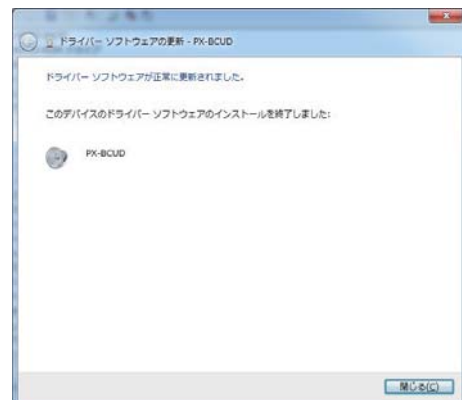 ドライバー ソフトウェアの更新 - PX-BCUD
ドライバー ソフトウェアが正常に更新されました。
このデバイスのドライバー ソフトウェアのインストールを終了しました:
PX-BCUD
閉じる(C)